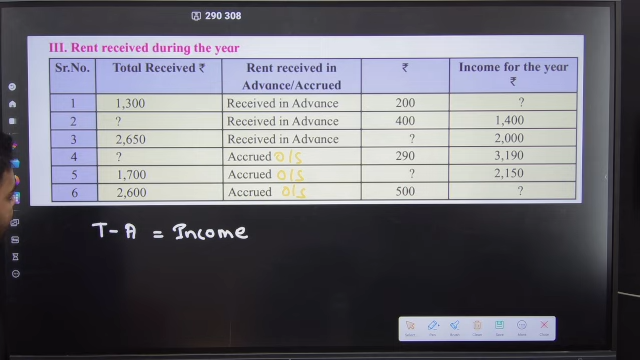 290 308
III. Rent received during the year
Sr.No. Total Received ₹ Rent received in Advance/Accrued ₹ Income for the year ₹
1 1,300 Received in Advance 200 ?
2 ? Received in Advance 400 1,400
3 2,650 Received in Advance ? 2,000
4 ? Accrued O/S 290 3,190
5 1,700 Accrued O/S ? 2,150
6 2,600 Accrued O/S 500 ?
T - A = Income